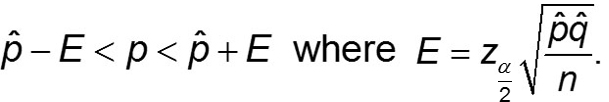 p̂ − E < p < p̂ + E where E = z_{α/2} √(p̂q̂/n).